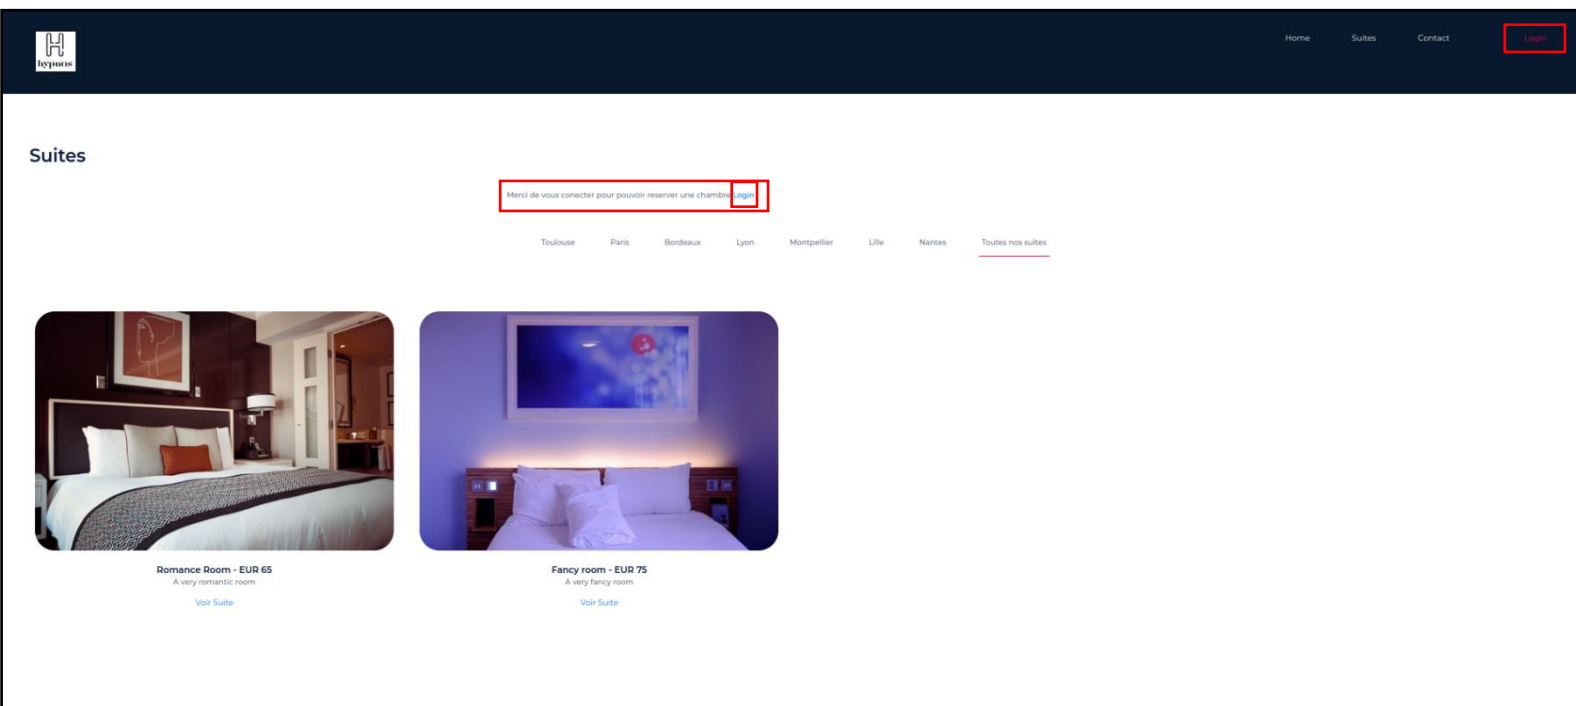 H
hypnos
Home Suites Contact Login
Suites
Merci de vous conecter pour pouvoir reserver une chambre Login
Toulouse Paris Bordeaux Lyon Montpellier Lille Nantes Toutes nos suites
Romance Room - EUR 65
A very romantic room
Voir Suite
Fancy room - EUR 75
A very fancy room
Voir Suite